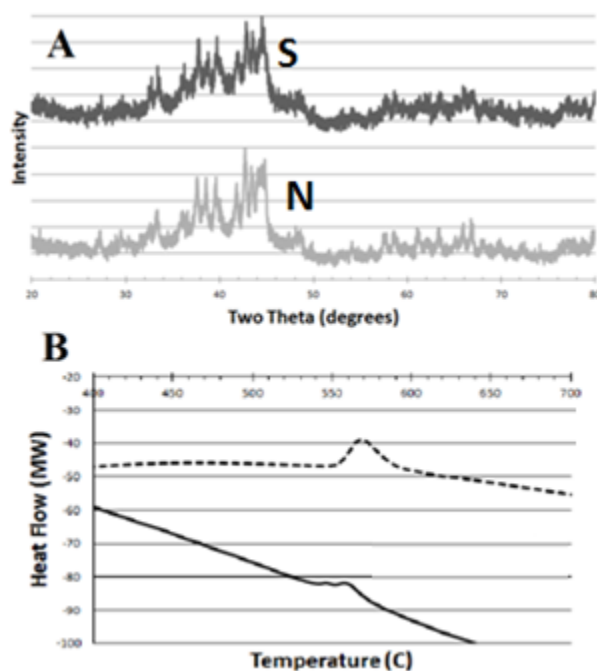 A
S
N
Intensity
20 30 40 50 60 70 80
Two Theta (degrees)
B
-20
400 450 500 550 600 650 700
-30
-40
-50
-60
-70
-80
-90
-100
Heat Flow (MW)
Temperature (C)